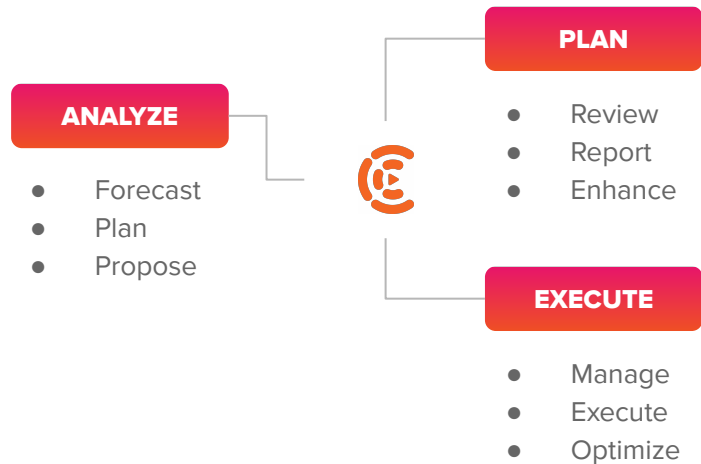 ANALYZE
● Forecast
● Plan
● Propose
PLAN
● Review
● Report
● Enhance
EXECUTE
● Manage
● Execute
● Optimize